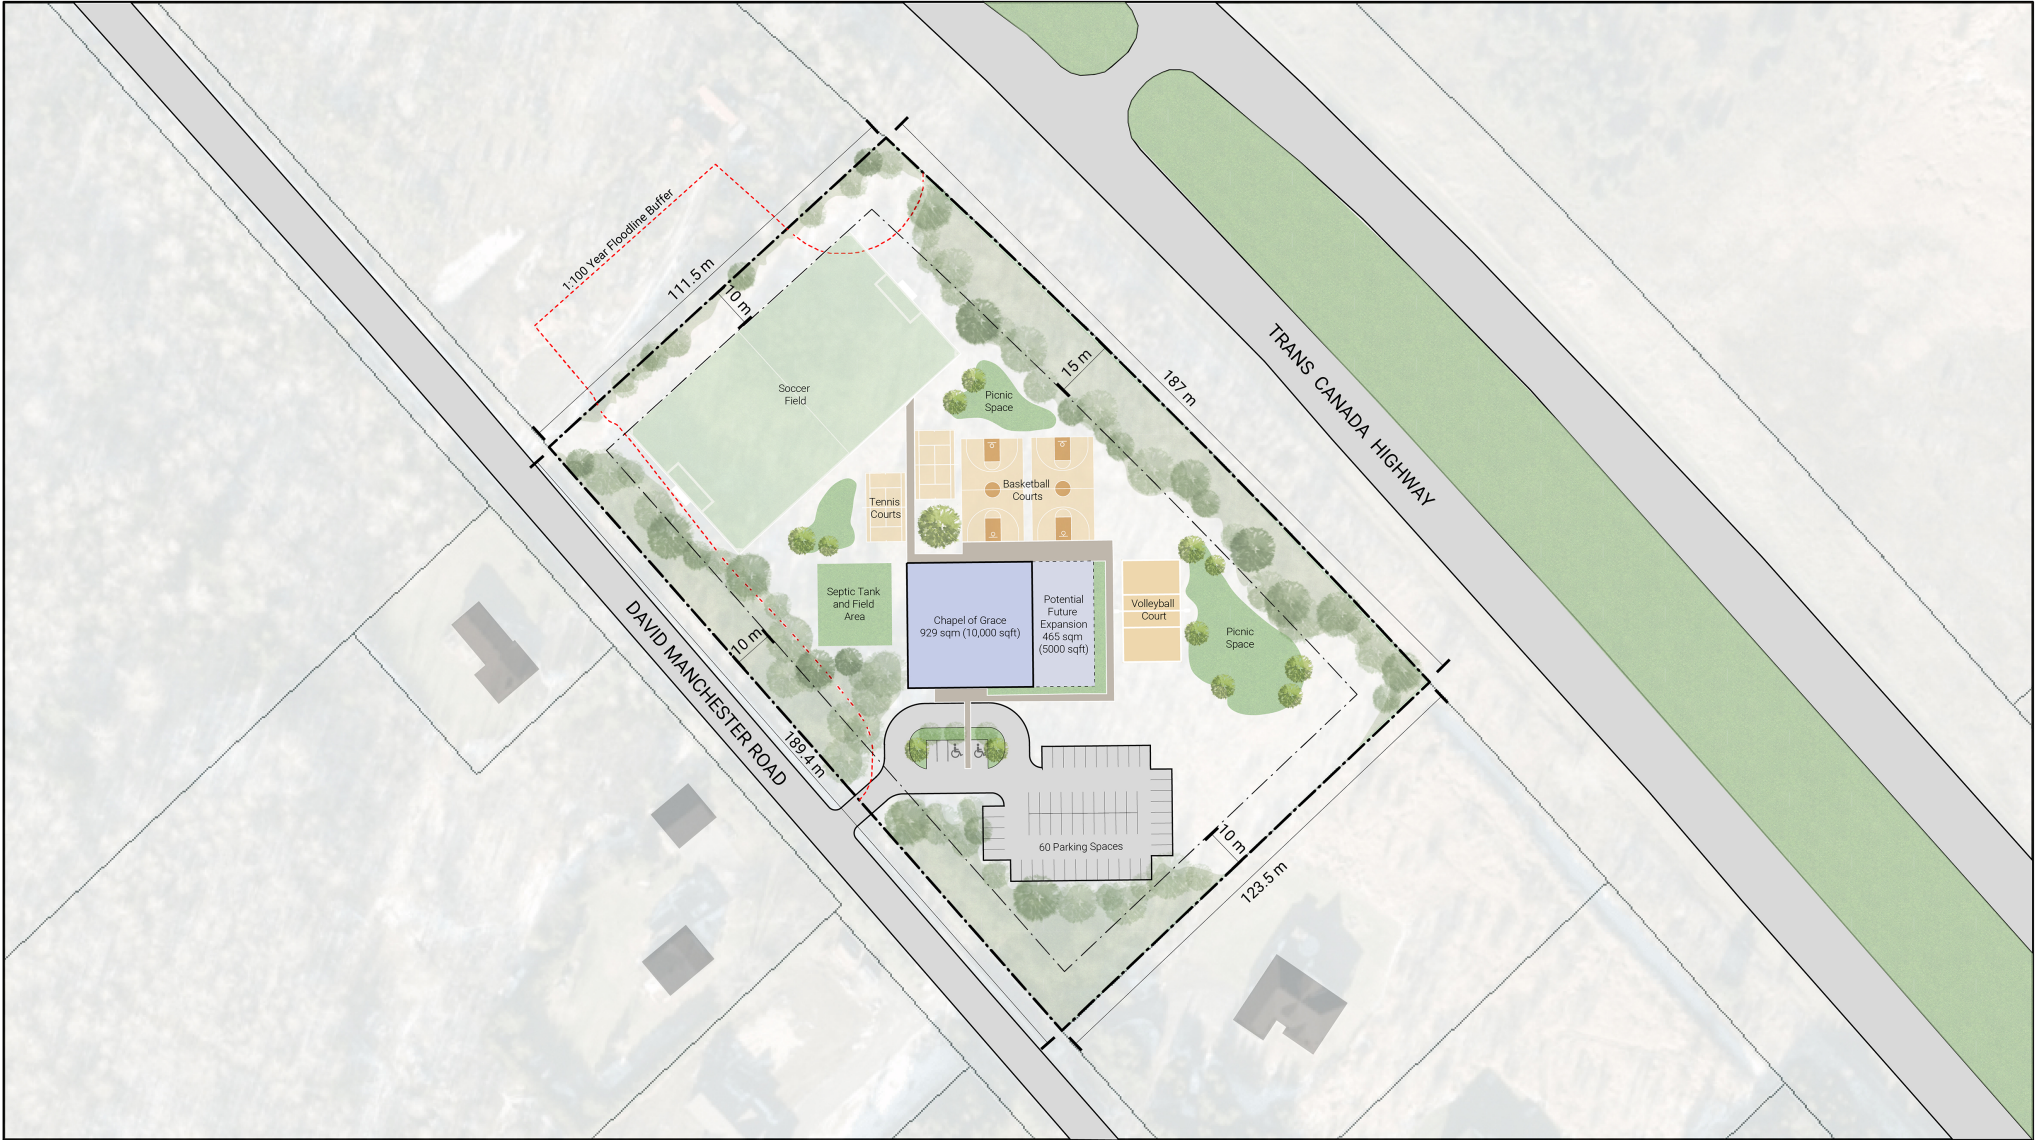 1:100 Year Floodline Buffer
111.5 m
10 m
15 m
187 m
TRANS CANADA HIGHWAY
Soccer
Field
Picnic
Space
Tennis
Courts
Basketball
Courts
Septic Tank
and Field
Area
Chapel of Grace
929 sqm (10,000 sqft)
Potential
Future
Expansion
465 sqm
(5000 sqft)
Volleyball
Court
Picnic
Space
10 m
DAVID MANCHESTER ROAD
189.4 m
60 Parking Spaces
10 m
123.5 m